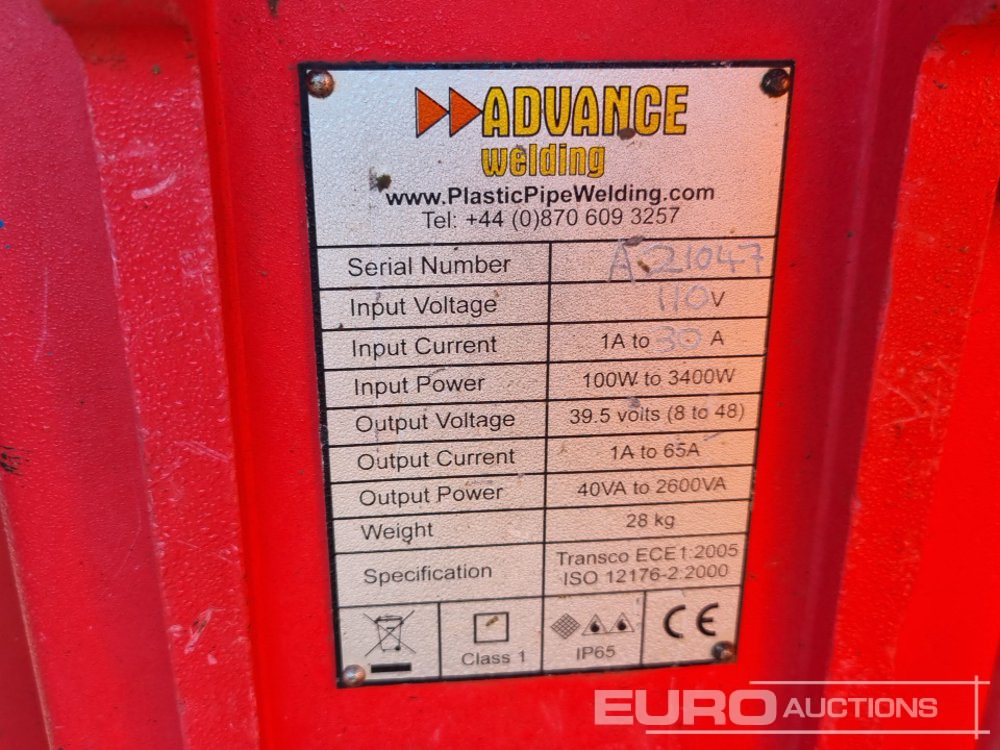 ADVANCE
welding
www.PlasticPipeWelding.com
Tel: +44 (0)870 609 3257
Serial Number A 21047
Input Voltage 110V
Input Current 1A to 30 A
Input Power 100W to 3400W
Output Voltage 39.5 volts (8 to 48)
Output Current 1A to 65A
Output Power 40VA to 2600VA
Weight 28 kg
Specification Transco ECE1:2005
ISO 12176-2:2000
Class 1 IP65 CE
EURO AUCTIONS